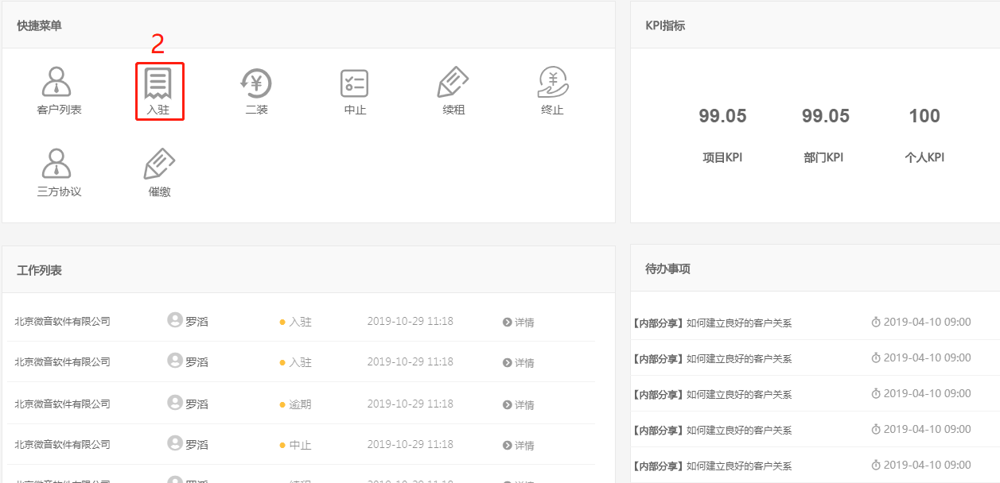 快捷菜单
2
客户列表 入驻 二装 中止 续租 终止
三方协议 催缴
KPI指标
99.05 99.05 100
项目KPI 部门KPI 个人KPI
工作列表
北京微音软件有限公司 罗滔 入驻 2019-10-29 11:18 详情
北京微音软件有限公司 罗滔 入驻 2019-10-29 11:18 详情
北京微音软件有限公司 罗滔 逾期 2019-10-29 11:18 详情
北京微音软件有限公司 罗滔 中止 2019-10-29 11:18 详情
待办事项
【内部分享】如何建立良好的客户关系 2019-04-10 09:00
【内部分享】如何建立良好的客户关系 2019-04-10 09:00
【内部分享】如何建立良好的客户关系 2019-04-10 09:00
【内部分享】如何建立良好的客户关系 2019-04-10 09:00
【内部分享】如何建立良好的客户关系 2019-04-10 09:00